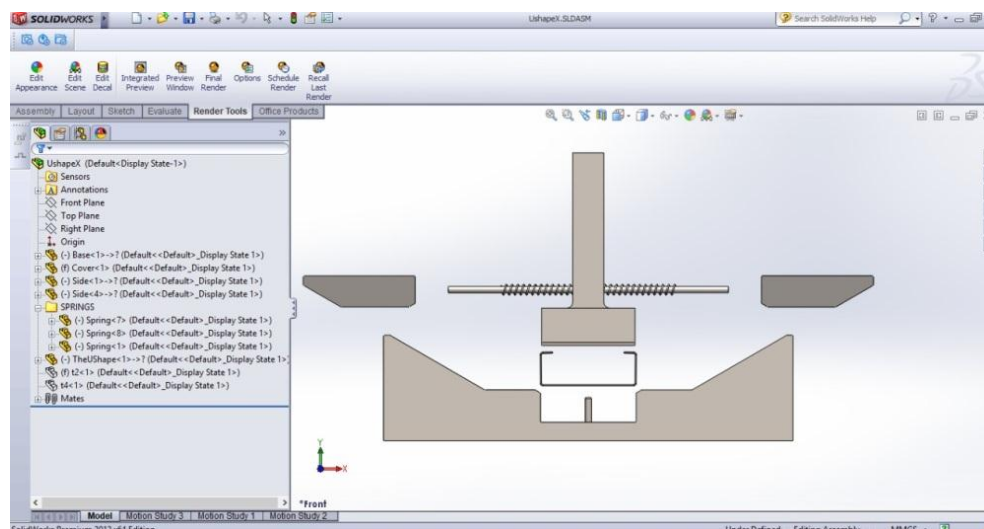 SOLIDWORKS
UshapeX.SLDASM
Search SolidWorks Help
Edit Appearance
Edit Scene
Edit Decal
Integrated Preview
Preview Window
Final Render
Options
Schedule Render
Recall Last Render
Assembly Layout Sketch Evaluate Render Tools Office Products
UshapeX (Default<Display State-1>)
Sensors
Annotations
Front Plane
Top Plane
Right Plane
Origin
(-) Base<1>->? (Default<<Default>_Display State 1>)
(f) Cover<1> (Default<<Default>_Display State 1>)
(-) Side<1>->? (Default<<Default>_Display State 1>)
(-) Side<4>->? (Default<<Default>_Display State 1>)
SPRINGS
(-) Spring<7> (Default<<Default>_Display State 1>)
(-) Spring<8> (Default<<Default>_Display State 1>)
(-) Spring<1> (Default<<Default>_Display State 1>)
(-) TheUShape<1>->? (Default<<Default>_Display State 1>
(f) t2<1> (Default<<Default>_Display State 1>)
t4<1> (Default<<Default>_Display State 1>)
Mates
Y
X
*Front
Model Motion Study 3 Motion Study 1 Motion Study 2
SolidWorks Premium 2012 x64 Edition
Under Defined Editing Assembly MMGS